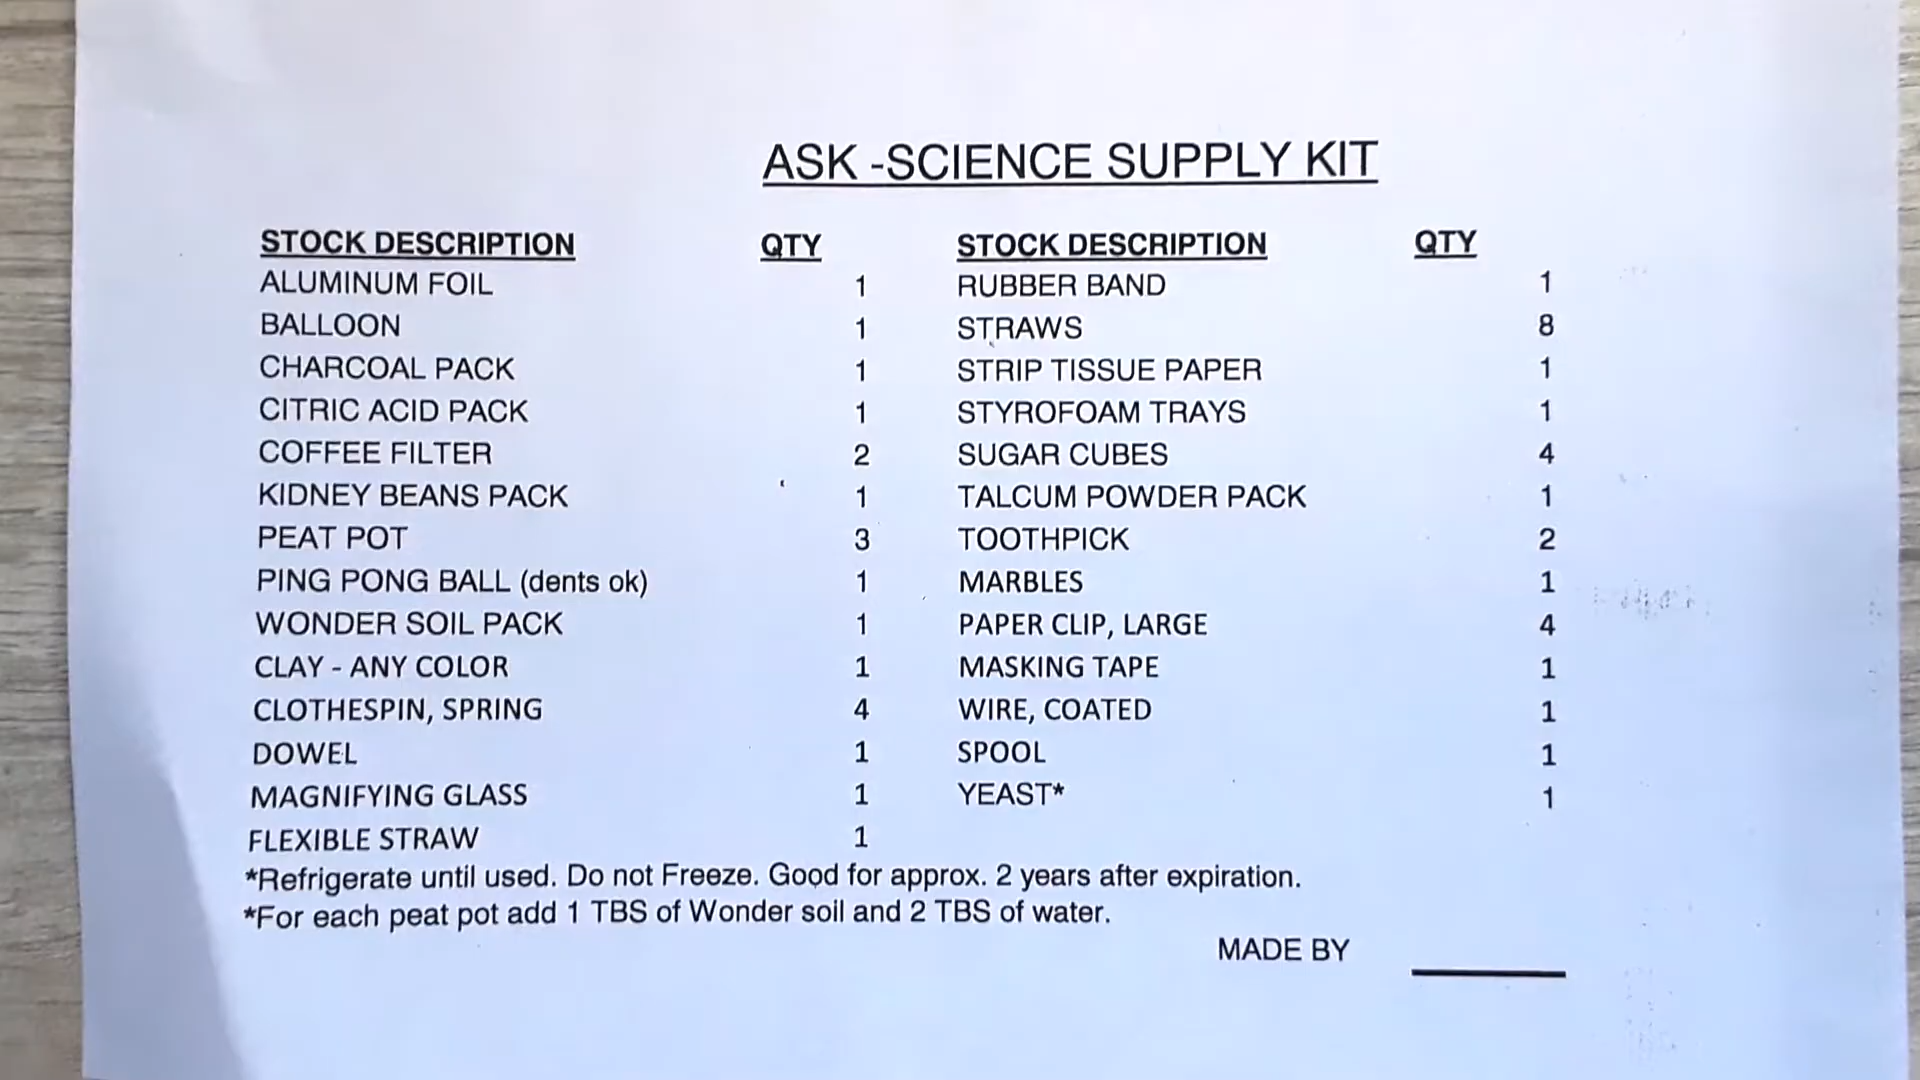 ASK -SCIENCE SUPPLY KIT
STOCK DESCRIPTION QTY STOCK DESCRIPTION QTY
ALUMINUM FOIL 1 RUBBER BAND 1
BALLOON 1 STRAWS 8
CHARCOAL PACK 1 STRIP TISSUE PAPER 1
CITRIC ACID PACK 1 STYROFOAM TRAYS 1
COFFEE FILTER 2 SUGAR CUBES 4
KIDNEY BEANS PACK 1 TALCUM POWDER PACK 1
PEAT POT 3 TOOTHPICK 2
PING PONG BALL (dents ok) 1 MARBLES 1
WONDER SOIL PACK 1 PAPER CLIP, LARGE 4
CLAY - ANY COLOR 1 MASKING TAPE 1
CLOTHESPIN, SPRING 4 WIRE, COATED 1
DOWEL 1 SPOOL 1
MAGNIFYING GLASS 1 YEAST* 1
FLEXIBLE STRAW 1
*Refrigerate until used. Do not Freeze. Good for approx. 2 years after expiration.
*For each peat pot add 1 TBS of Wonder soil and 2 TBS of water.
MADE BY